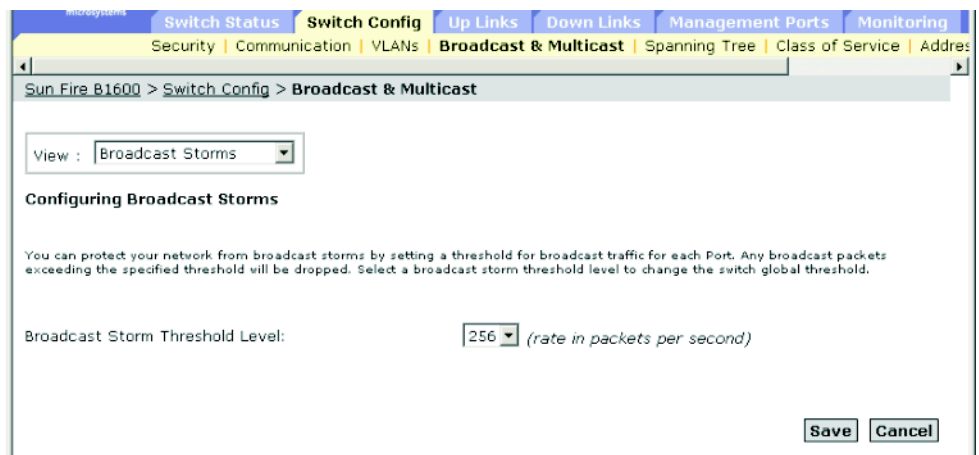 microsystems
Switch Status Switch Config Up Links Down Links Management Ports Monitoring
Security | Communication | VLANs | Broadcast & Multicast | Spanning Tree | Class of Service | Addres
Sun Fire B1600 > Switch Config > Broadcast & Multicast
View : Broadcast Storms
Configuring Broadcast Storms
You can protect your network from broadcast storms by setting a threshold for broadcast traffic for each Port. Any broadcast packets
exceeding the specified threshold will be dropped. Select a broadcast storm threshold level to change the switch global threshold.
Broadcast Storm Threshold Level: 256 (rate in packets per second)
Save Cancel